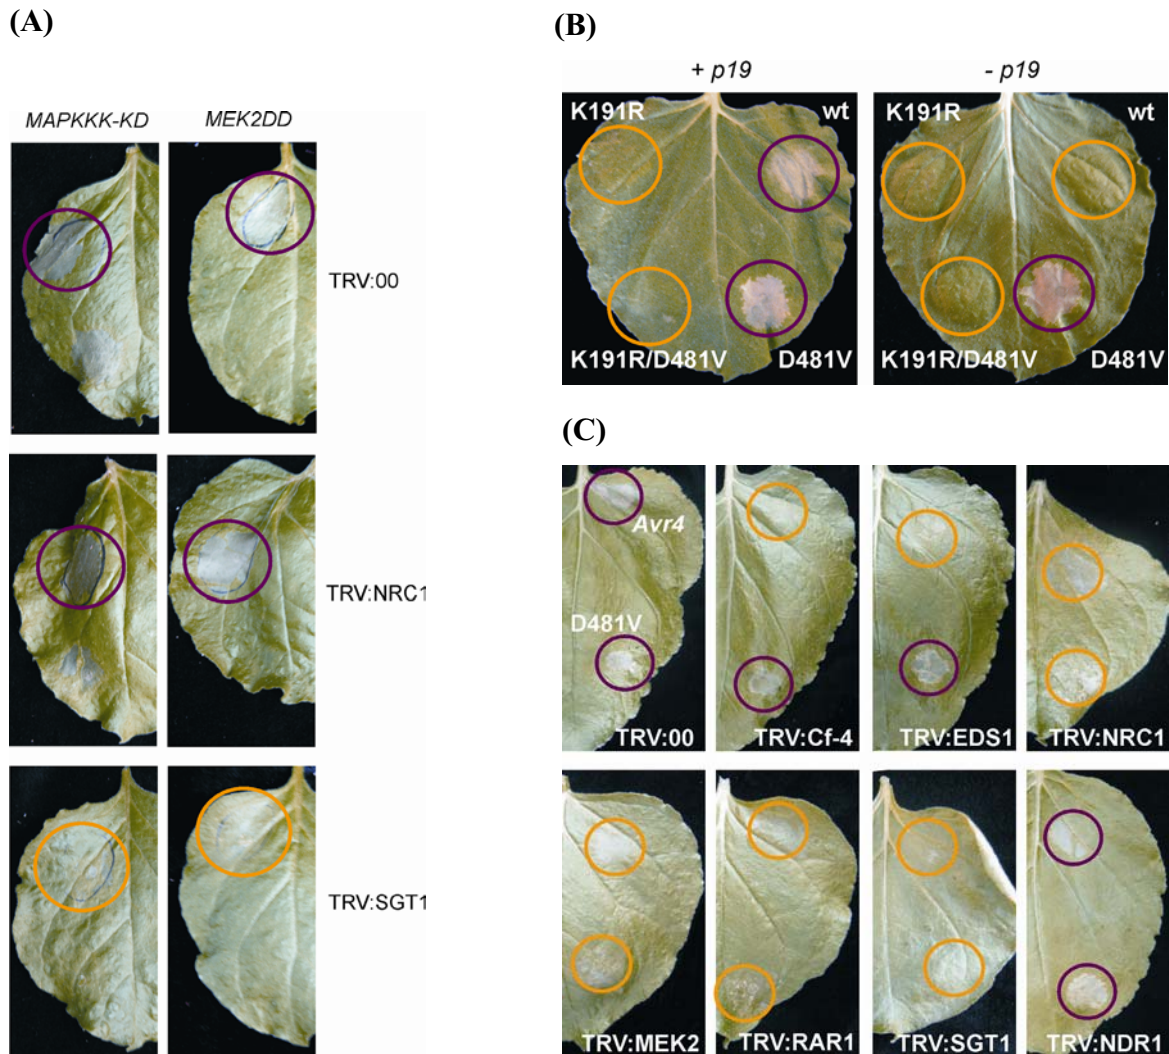 (A)
MAPKKK-KD MEK2DD
TRV:00
TRV:NRC1
TRV:SGT1
(B)
+ p19 - p19
K191R wt K191R wt
K191R/D481V D481V K191R/D481V D481V
(C)
Avr4
D481V
TRV:00 TRV:Cf-4 TRV:EDS1 TRV:NRC1
TRV:MEK2 TRV:RAR1 TRV:SGT1 TRV:NDR1